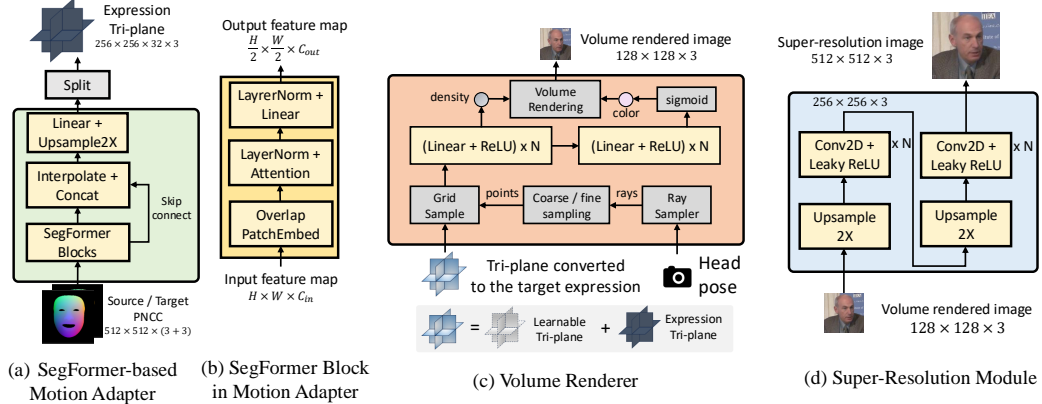 Expression
Tri-plane
256 × 256 × 32 × 3
Split
Linear +
Upsample2X
Interpolate +
Concat
Skip
connect
SegFormer
Blocks
Source / Target
PNCC
512 × 512 × (3 + 3)
(a) SegFormer-based
Motion Adapter
Output feature map
H/2 × W/2 × C_out
LayrerNorm +
Linear
LayerNorm +
Attention
Overlap
PatchEmbed
Input feature map
H × W × C_in
(b) SegFormer Block
in Motion Adapter
Volume rendered image
128 × 128 × 3
density
Volume
Rendering
color
sigmoid
(Linear + ReLU) x N
(Linear + ReLU) x N
Grid
Sample
points
Coarse / fine
sampling
rays
Ray
Sampler
Tri-plane converted
to the target expression
Head
pose
=
Learnable
Tri-plane
+
Expression
Tri-plane
(c) Volume Renderer
Super-resolution image
512 × 512 × 3
256 × 256 × 3
Conv2D +
Leaky ReLU
x N
Conv2D +
Leaky ReLU
x N
Upsample
2X
Upsample
2X
Volume rendered image
128 × 128 × 3
(d) Super-Resolution Module